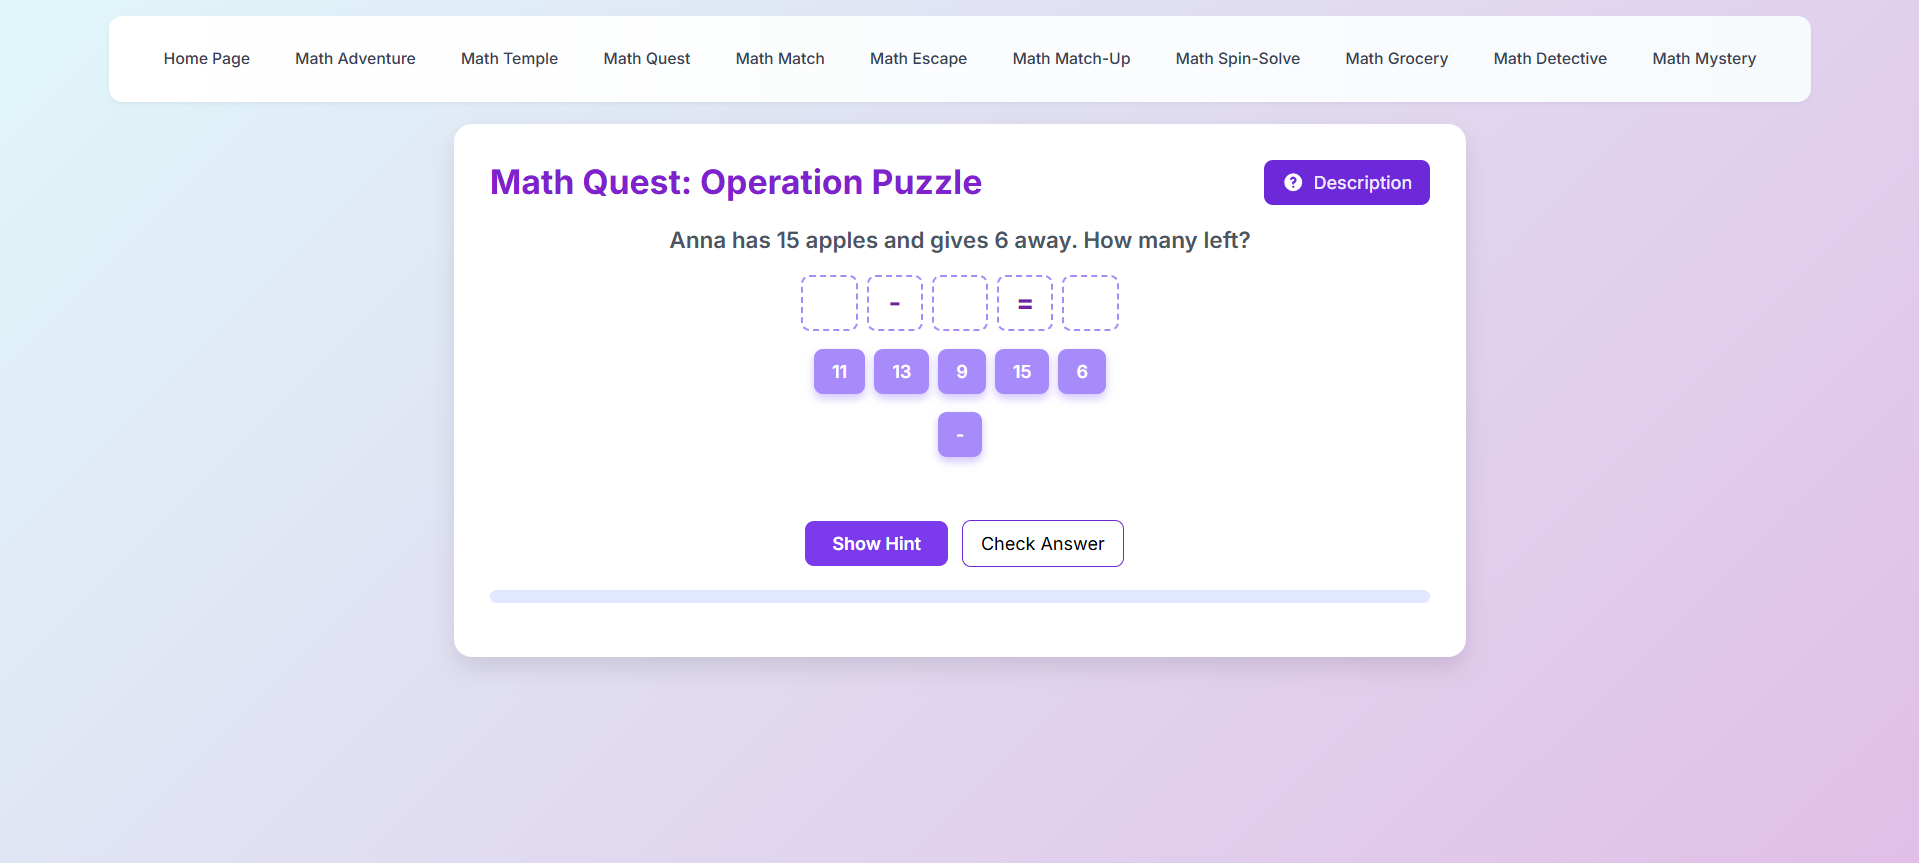 Home Page Math Adventure Math Temple Math Quest Math Match Math Escape Math Match-Up Math Spin-Solve Math Grocery Math Detective Math Mystery
Math Quest: Operation Puzzle
? Description
Anna has 15 apples and gives 6 away. How many left?
- =
11 13 9 15 6
-
Show Hint Check Answer